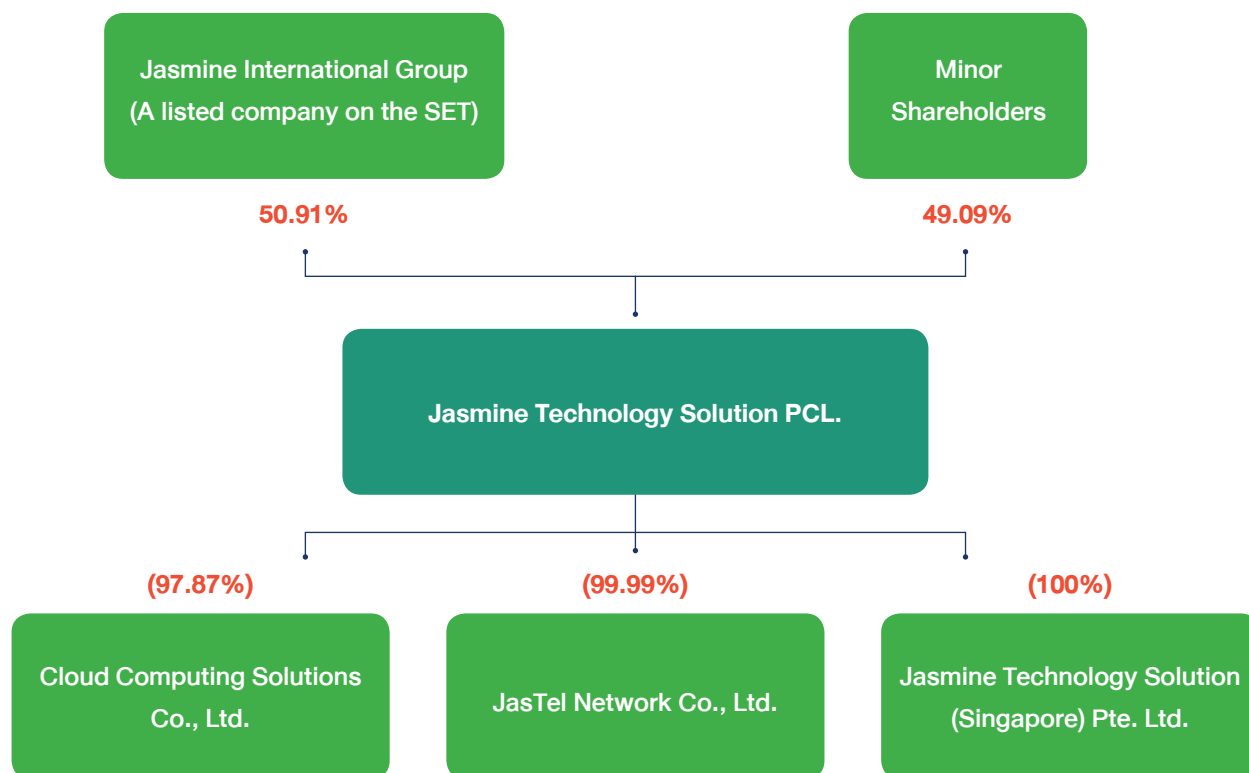 Jasmine International Group
(A listed company on the SET)
Minor
Shareholders
50.91%
49.09%
Jasmine Technology Solution PCL.
(97.87%)
(99.99%)
(100%)
Cloud Computing Solutions
Co., Ltd.
JasTel Network Co., Ltd.
Jasmine Technology Solution
(Singapore) Pte. Ltd.